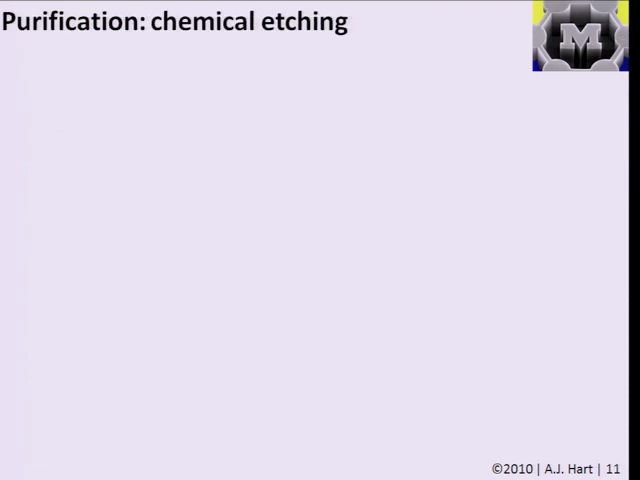 Purification: chemical etching
M
©2010 | A.J. Hart | 11